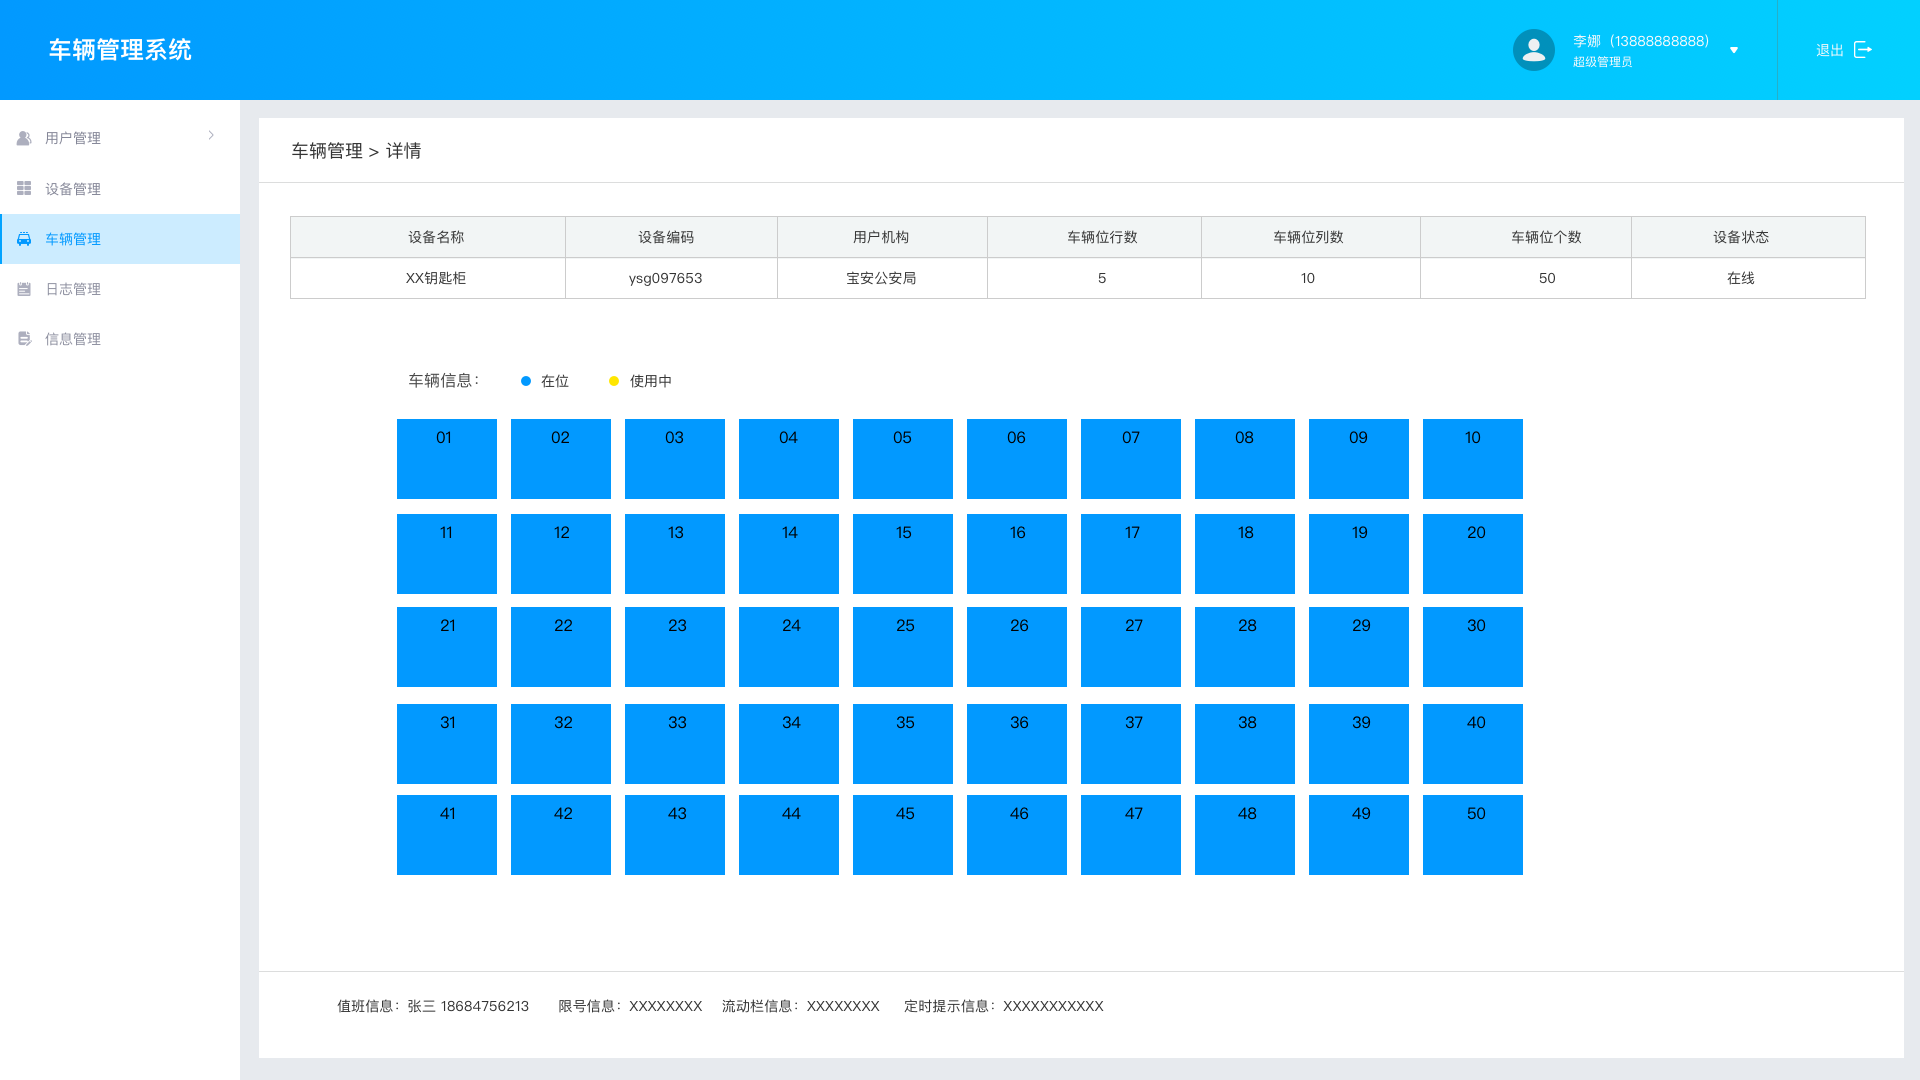 车辆管理系统
李娜（13888888888）
超级管理员
退出
用户管理
设备管理
车辆管理
日志管理
信息管理
车辆管理 > 详情
设备名称 设备编码 用户机构 车辆位行数 车辆位列数 车辆位个数 设备状态
XX钥匙柜 ysg097653 宝安公安局 5 10 50 在线
车辆信息： 在位 使用中
01 02 03 04 05 06 07 08 09 10
11 12 13 14 15 16 17 18 19 20
21 22 23 24 25 26 27 28 29 30
31 32 33 34 35 36 37 38 39 40
41 42 43 44 45 46 47 48 49 50
值班信息：张三 18684756213 限号信息：XXXXXXXX 流动栏信息：XXXXXXXX 定时提示信息：XXXXXXXXXXX